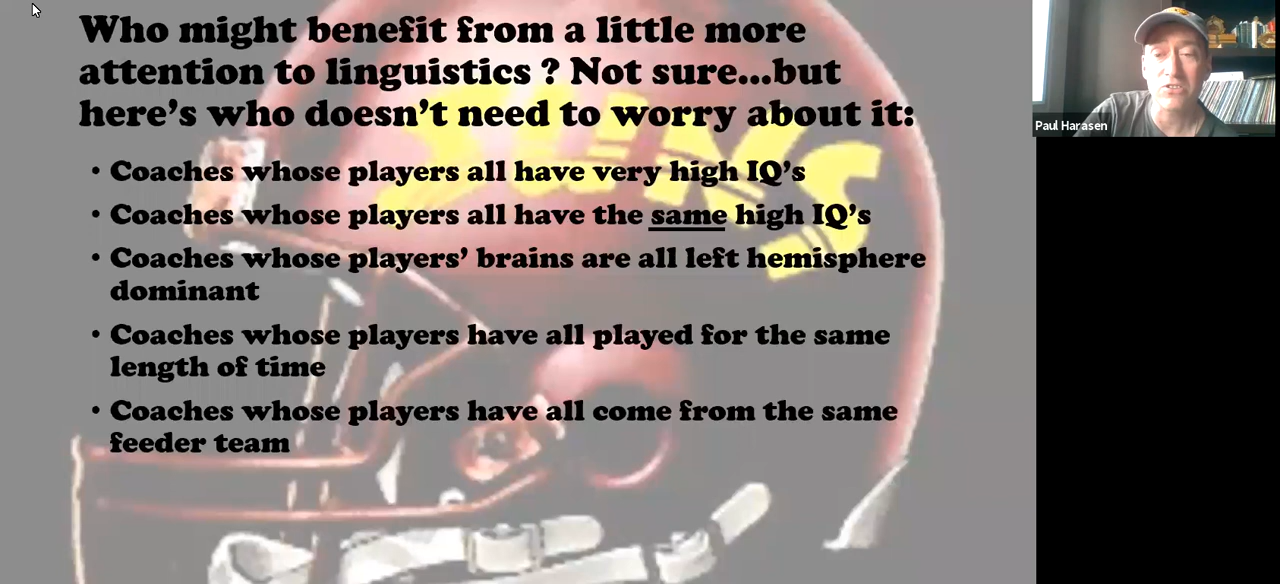 Who might benefit from a little more
attention to linguistics ? Not sure...but
here's who doesn't need to worry about it:
• Coaches whose players all have very high IQ's
• Coaches whose players all have the same high IQ's
• Coaches whose players' brains are all left hemisphere
dominant
• Coaches whose players have all played for the same
length of time
• Coaches whose players have all come from the same
feeder team
SUNS
Paul Harasen